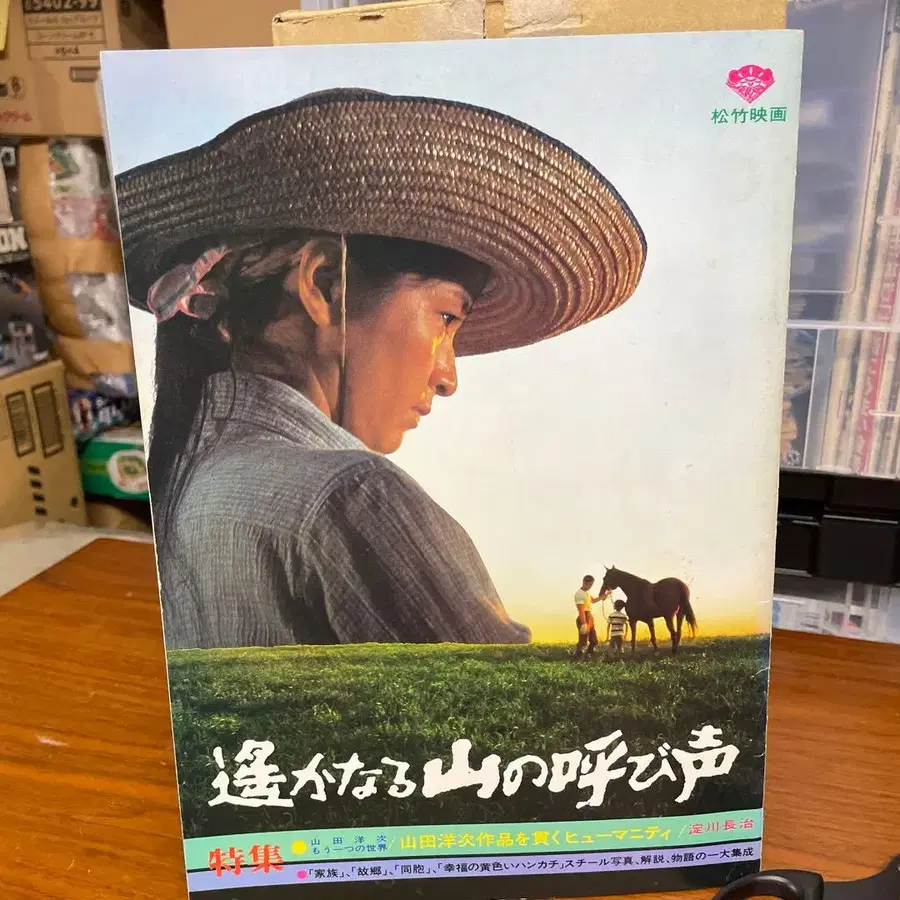 松竹映画
遙かなる山の呼び声
特集
山田洋次
もう一つの世界
/山田洋次作品を貫くヒューマニティ/淀川長治
「家族」、「故郷」、「同胞」、「幸福の黄色いハンカチ」スチール写真、解説、物語の一大集成